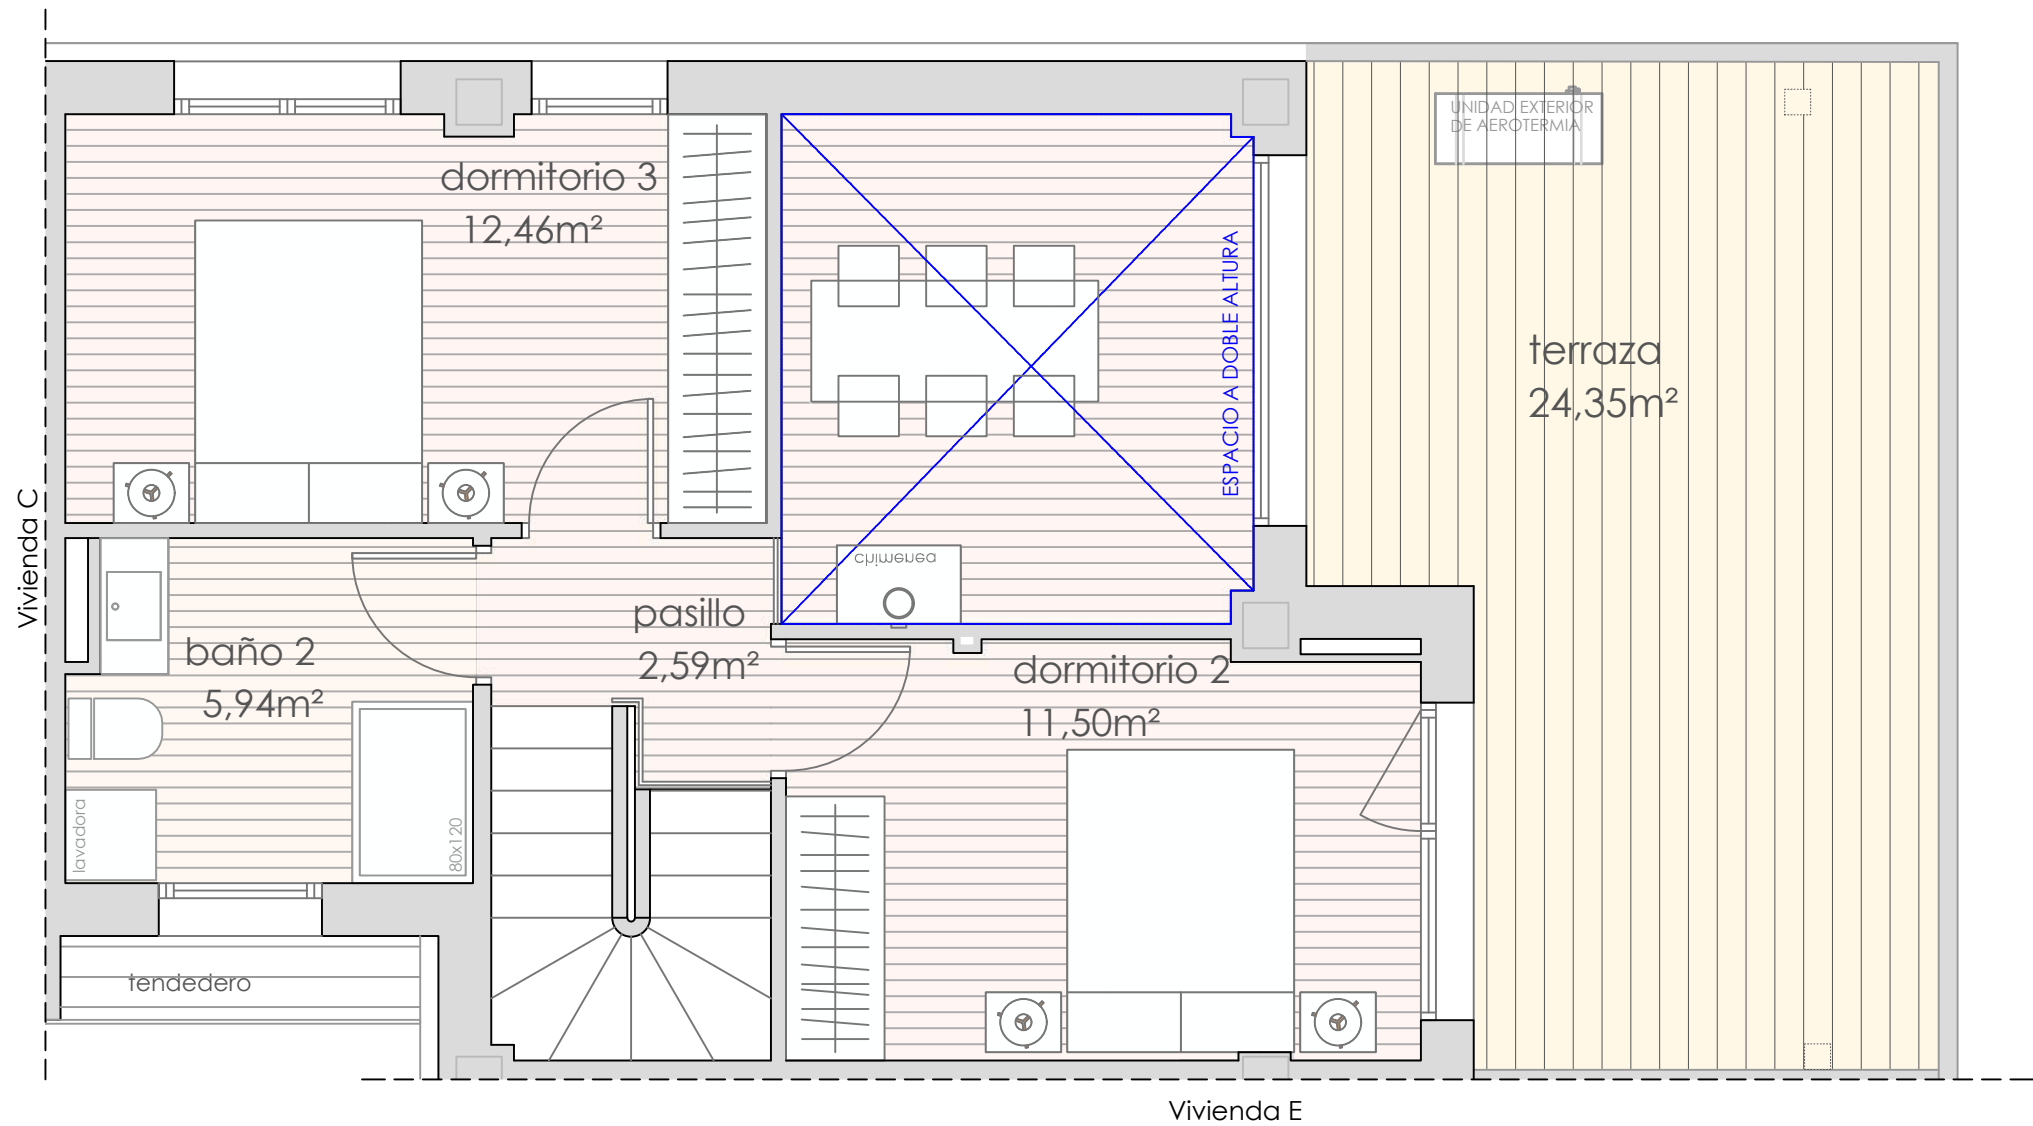 UNIDAD EXTERIOR
DE AEROTERMIA
dormitorio 3
12,46m²
ESPACIO A DOBLE ALTURA
terraza
24,35m²
Vivienda C
chimenea
pasillo
2,59m²
baño 2
5,94m²
dormitorio 2
11,50m²
lavadora
80x120
tendedero
Vivienda E